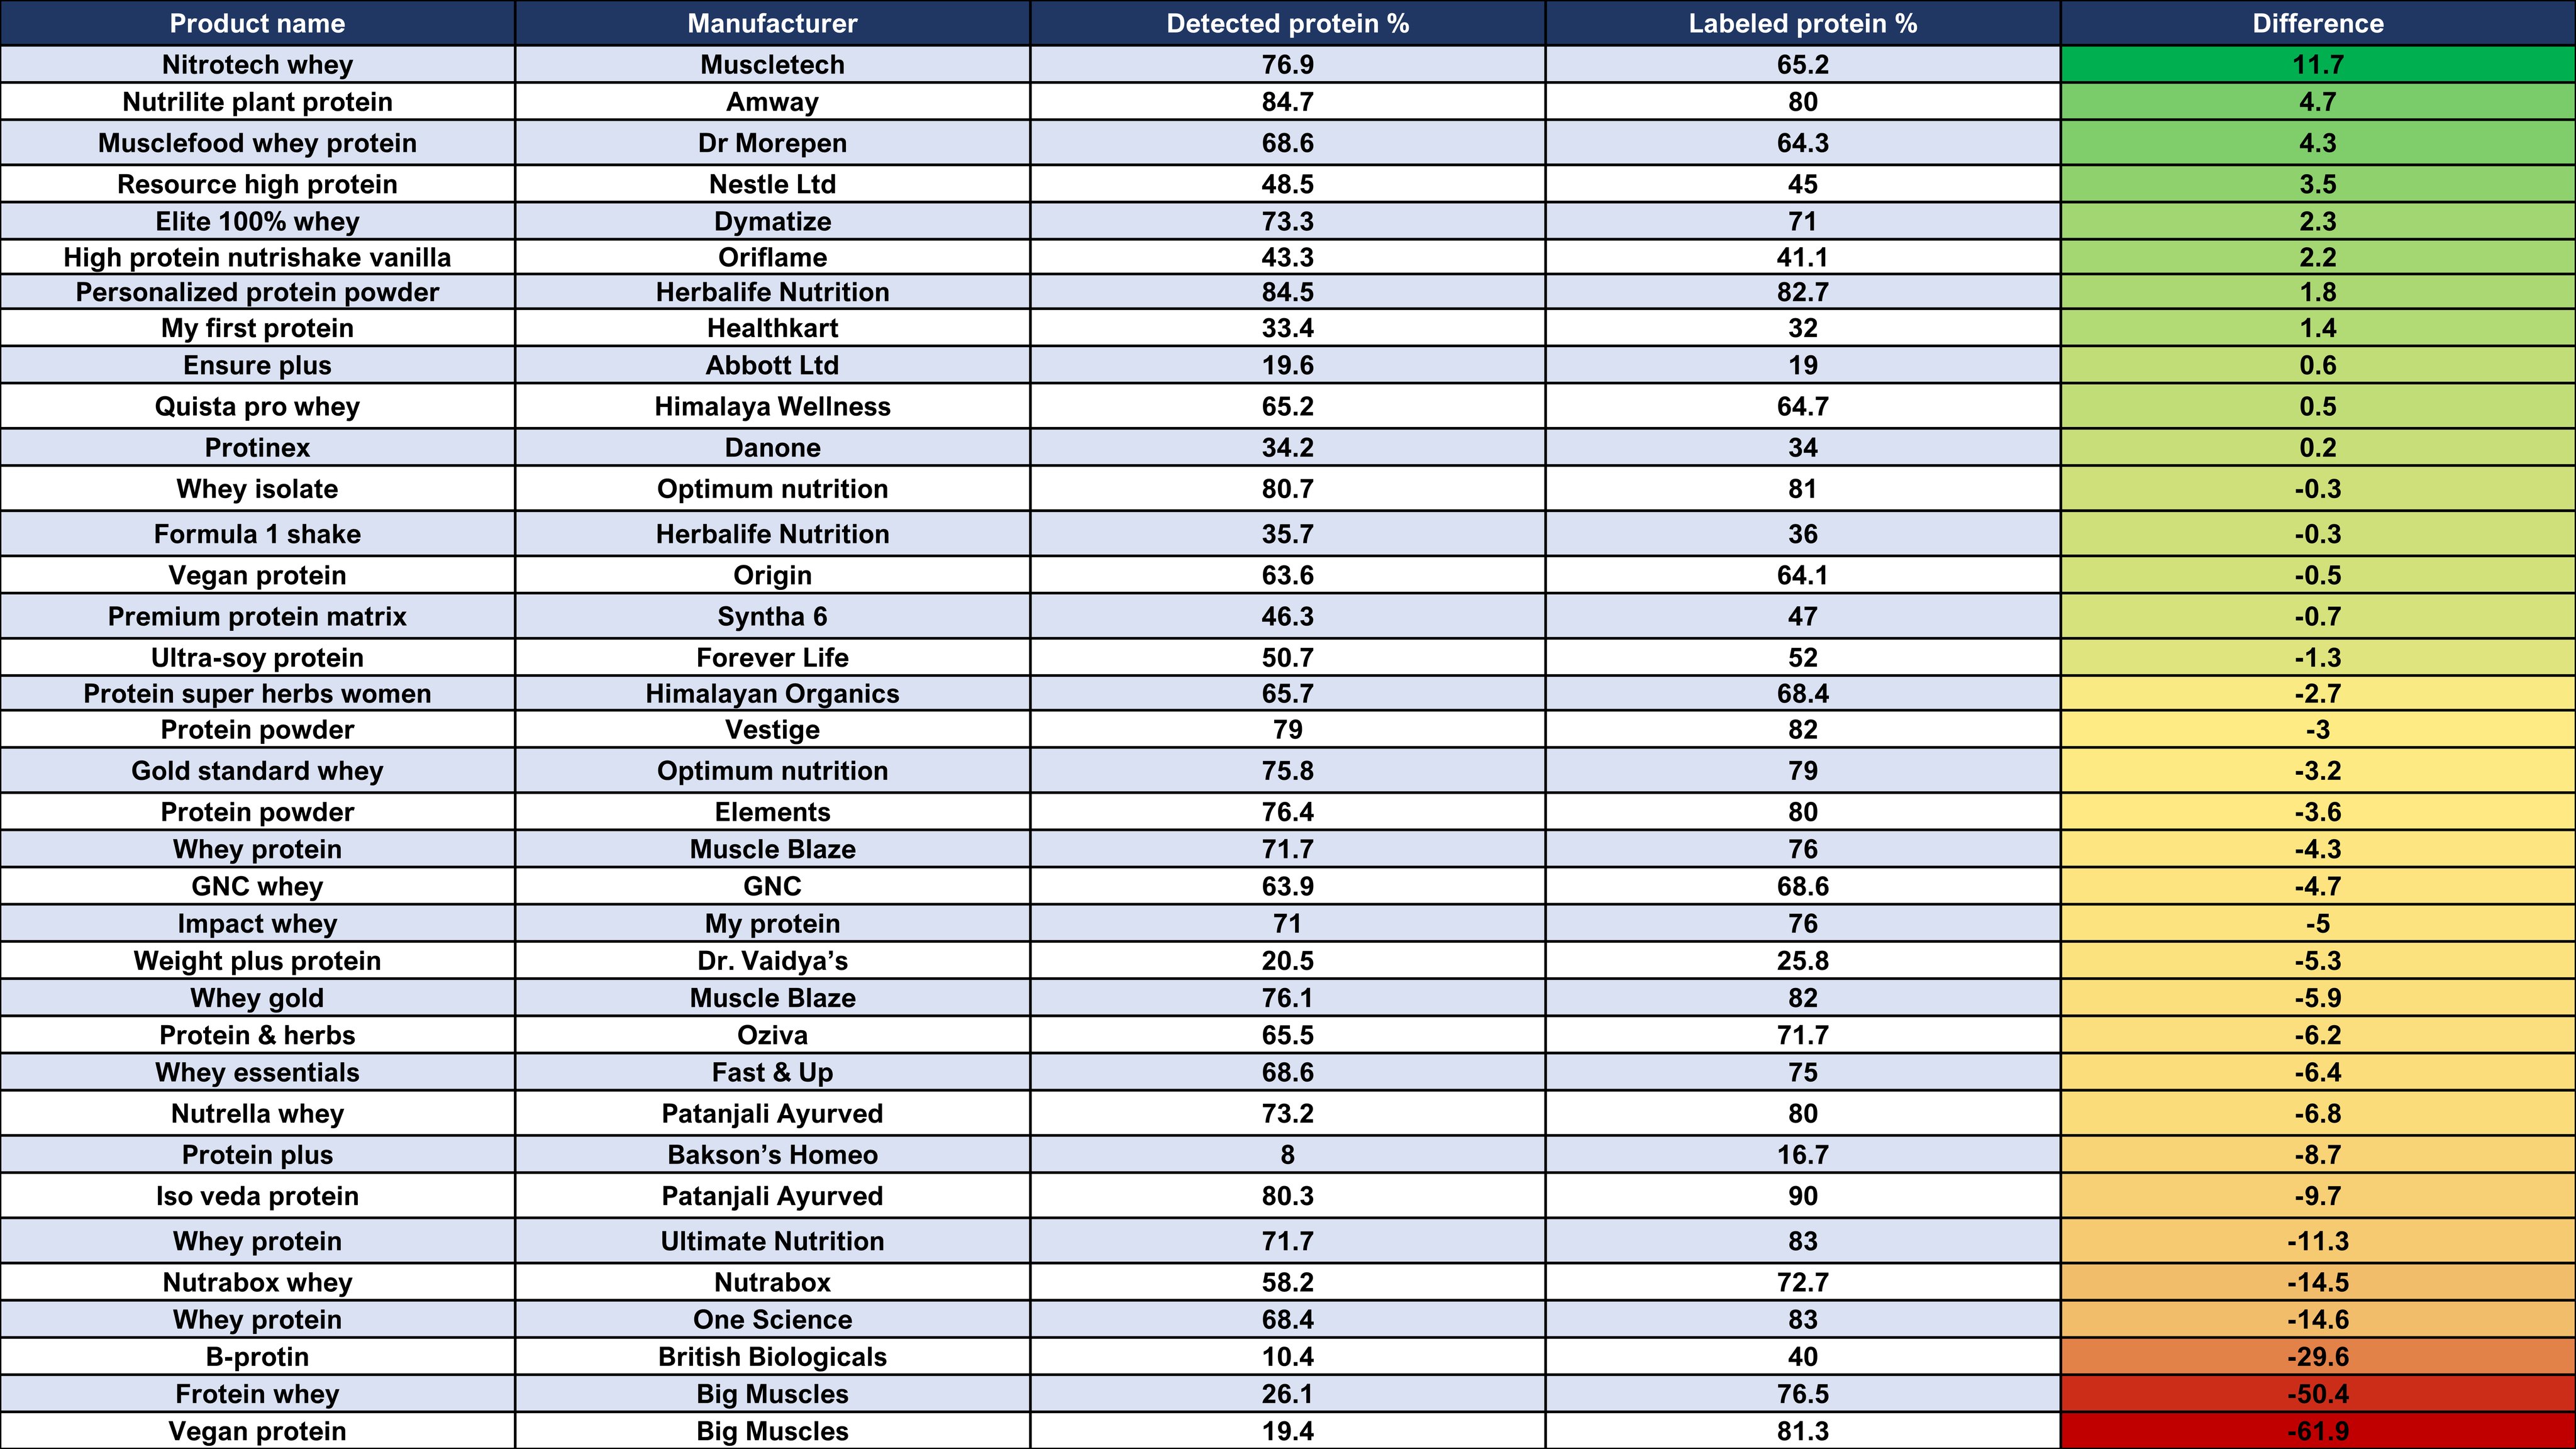 Product name Manufacturer Detected protein % Labeled protein % Difference
Nitrotech whey Muscletech 76.9 65.2 11.7
Nutrilite plant protein Amway 84.7 80 4.7
Musclefood whey protein Dr Morepen 68.6 64.3 4.3
Resource high protein Nestle Ltd 48.5 45 3.5
Elite 100% whey Dymatize 73.3 71 2.3
High protein nutrishake vanilla Oriflame 43.3 41.1 2.2
Personalized protein powder Herbalife Nutrition 84.5 82.7 1.8
My first protein Healthkart 33.4 32 1.4
Ensure plus Abbott Ltd 19.6 19 0.6
Quista pro whey Himalaya Wellness 65.2 64.7 0.5
Protinex Danone 34.2 34 0.2
Whey isolate Optimum nutrition 80.7 81 -0.3
Formula 1 shake Herbalife Nutrition 35.7 36 -0.3
Vegan protein Origin 63.6 64.1 -0.5
Premium protein matrix Syntha 6 46.3 47 -0.7
Ultra-soy protein Forever Life 50.7 52 -1.3
Protein super herbs women Himalayan Organics 65.7 68.4 -2.7
Protein powder Vestige 79 82 -3
Gold standard whey Optimum nutrition 75.8 79 -3.2
Protein powder Elements 76.4 80 -3.6
Whey protein Muscle Blaze 71.7 76 -4.3
GNC whey GNC 63.9 68.6 -4.7
Impact whey My protein 71 76 -5
Weight plus protein Dr. Vaidya’s 20.5 25.8 -5.3
Whey gold Muscle Blaze 76.1 82 -5.9
Protein & herbs Oziva 65.5 71.7 -6.2
Whey essentials Fast & Up 68.6 75 -6.4
Nutrella whey Patanjali Ayurved 73.2 80 -6.8
Protein plus Bakson’s Homeo 8 16.7 -8.7
Iso veda protein Patanjali Ayurved 80.3 90 -9.7
Whey protein Ultimate Nutrition 71.7 83 -11.3
Nutrabox whey Nutrabox 58.2 72.7 -14.5
Whey protein One Science 68.4 83 -14.6
B-protin British Biologicals 10.4 40 -29.6
Frotein whey Big Muscles 26.1 76.5 -50.4
Vegan protein Big Muscles 19.4 81.3 -61.9